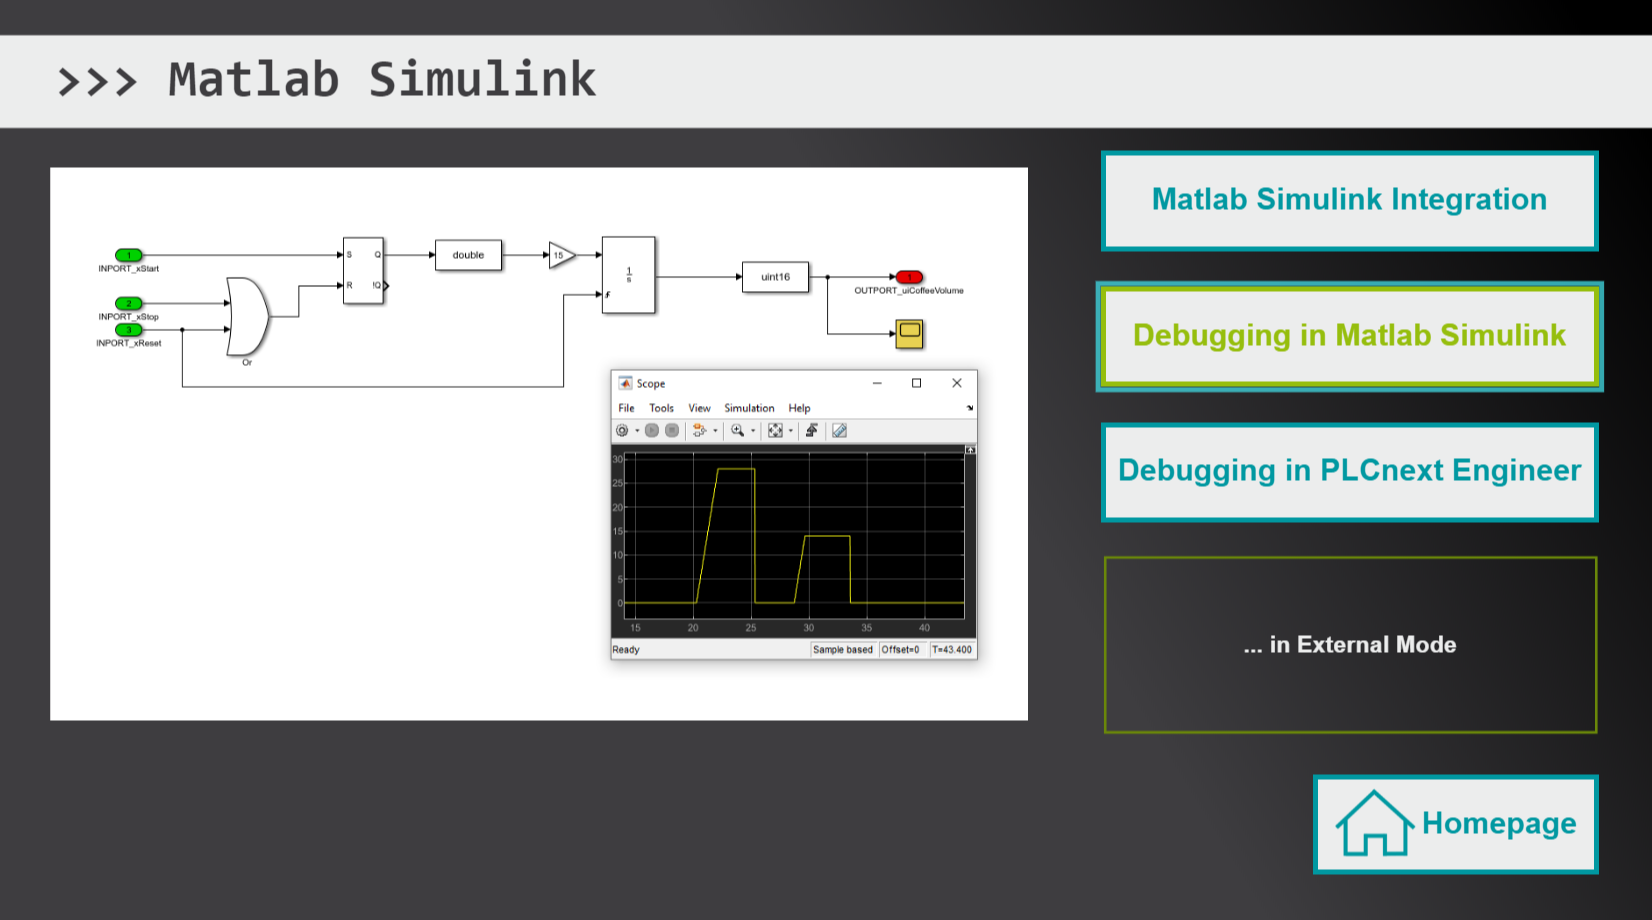 >>> Matlab Simulink
1
INPORT_xStart
2
INPORT_xStop
3
INPORT_xReset
Or
S Q
R !Q
double
15
1
s
uint16
1
OUTPORT_uiCoffeeVolume
Scope
File Tools View Simulation Help
30
25
20
15
10
5
0
15 20 25 30 35 40
Ready Sample based Offset=0 T=43.400
Matlab Simulink Integration
Debugging in Matlab Simulink
Debugging in PLCnext Engineer
... in External Mode
Homepage